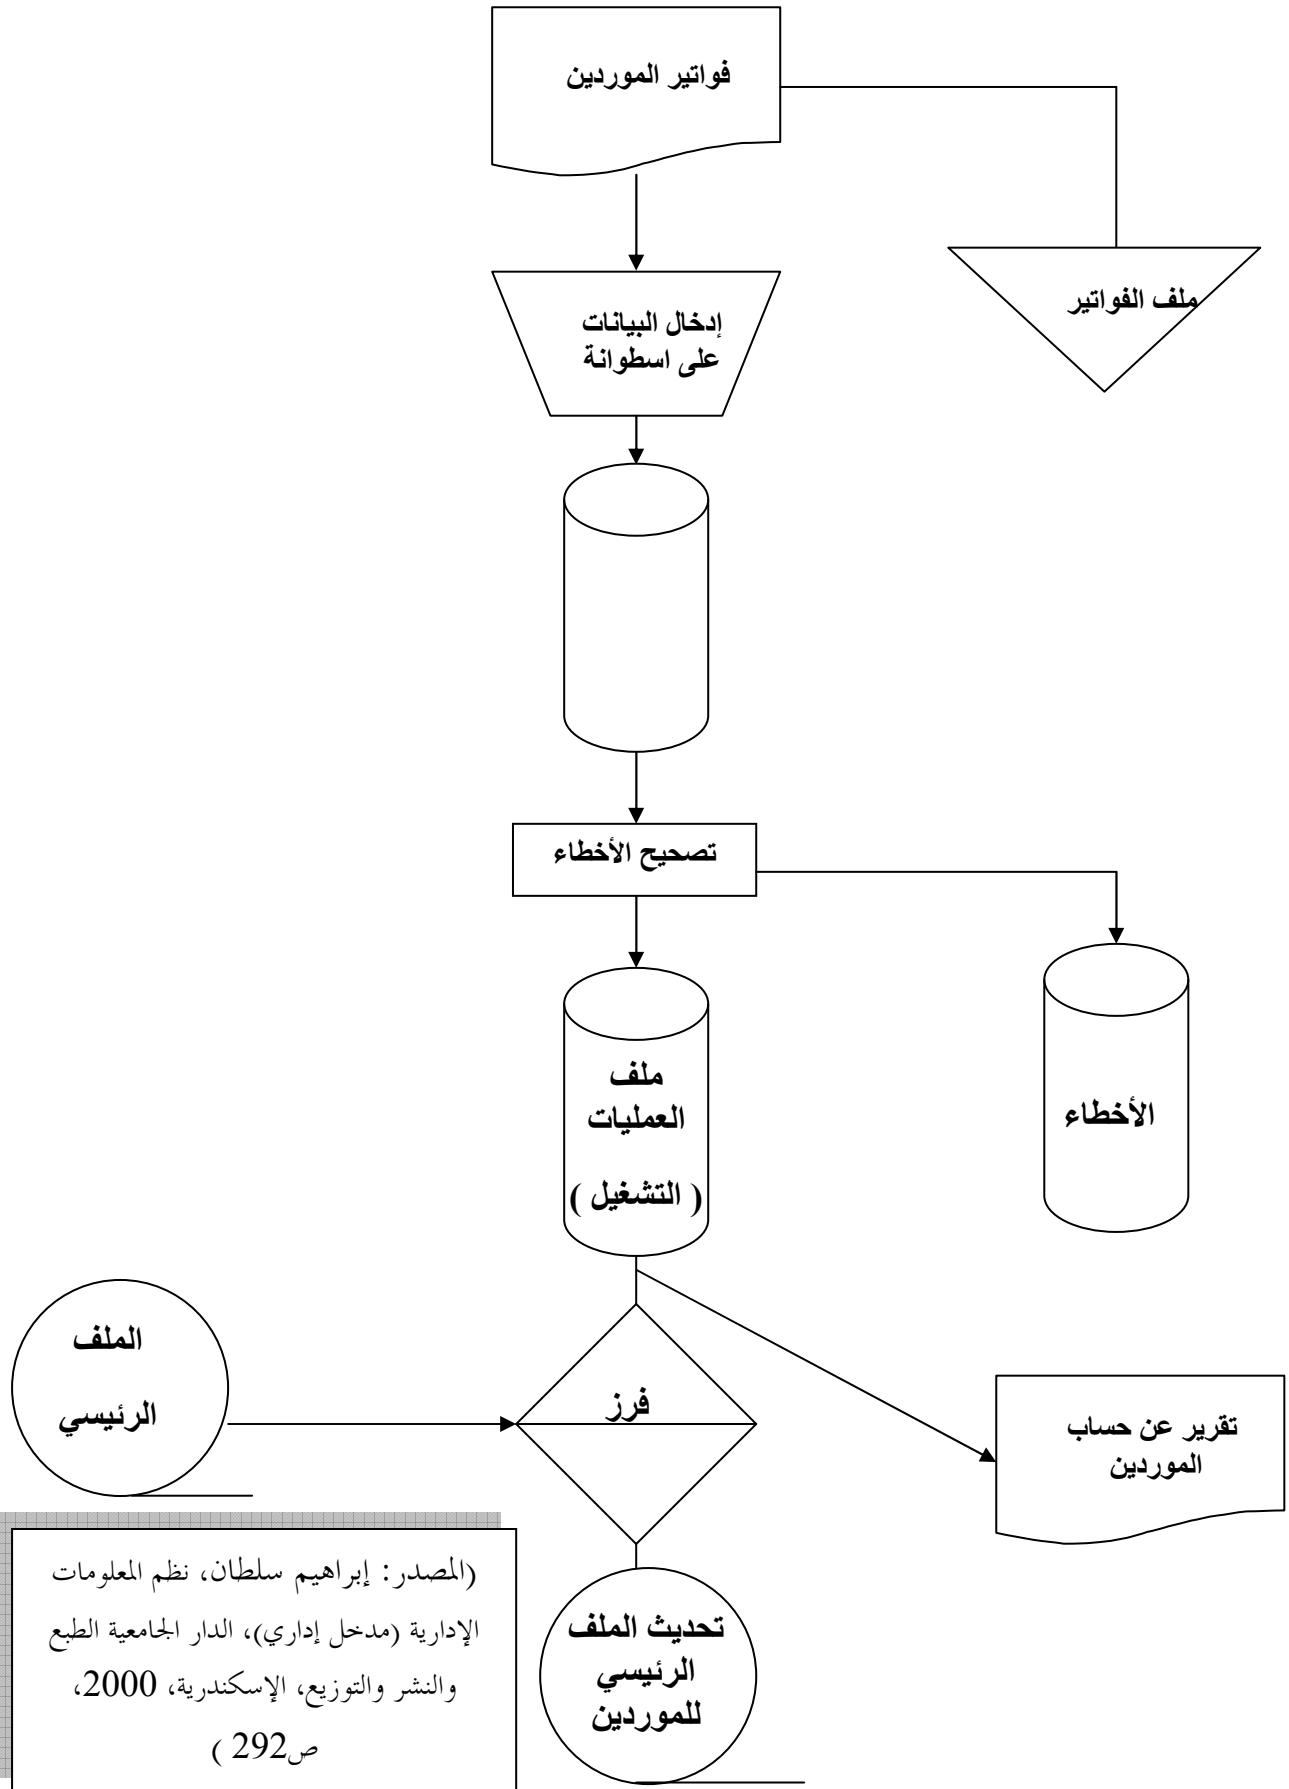 فواتير الموردين
ملف الفواتير
إدخال البيانات
على اسطوانة
تصحيح الأخطاء
ملف
العمليات
( التشغيل )
الأخطاء
الملف
الرئيسي
فرز
تقرير عن حساب
الموردين
تحديث الملف
الرئيسي
للموردين
(المصدر: إبراهيم سلطان، نظم المعلومات
الإدارية (مدخل إداري)، الدار الجامعية الطبع
والنشر والتوزيع، الإسكندرية، 2000،
ص292 )